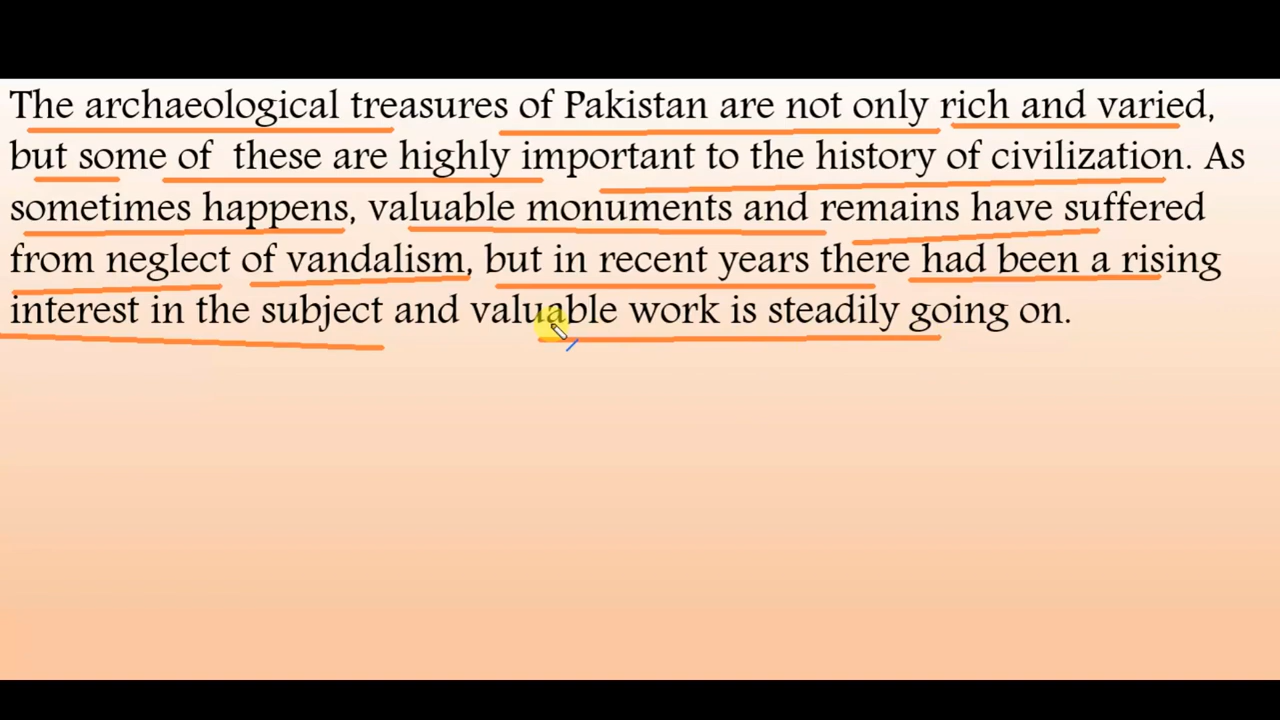 The archaeological treasures of Pakistan are not only rich and varied,
but some of these are highly important to the history of civilization. As
sometimes happens, valuable monuments and remains have suffered
from neglect of vandalism, but in recent years there had been a rising
interest in the subject and valuable work is steadily going on.